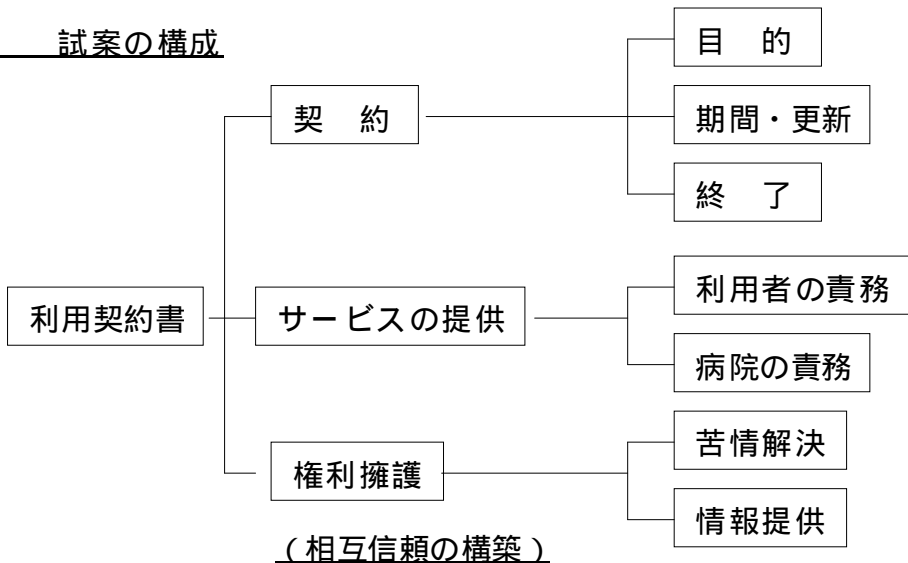 試案の構成
目　的
契　約
期間・更新
終　了
利用契約書
サービスの提供
利用者の責務
病院の責務
権利擁護
苦情解決
情報提供
（相互信頼の構築）